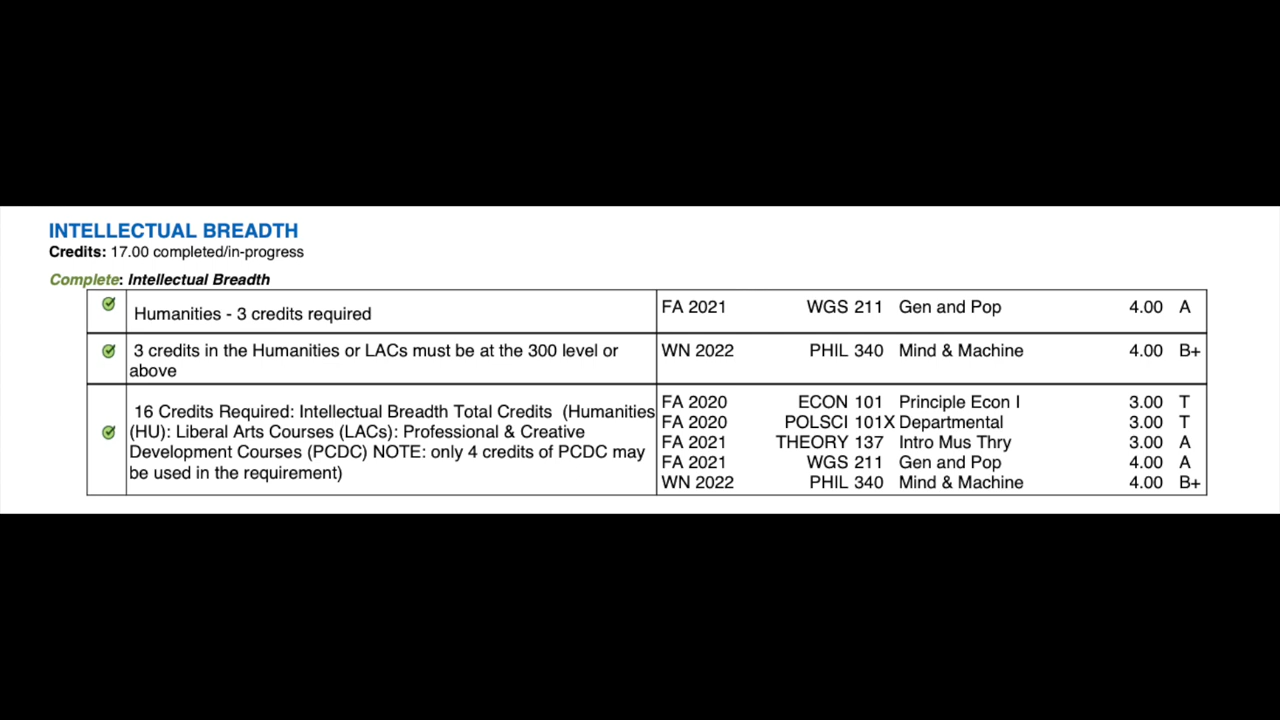 INTELLECTUAL BREADTH
Credits: 17.00 completed/in-progress
Complete: Intellectual Breadth
Humanities - 3 credits required FA 2021 WGS 211 Gen and Pop 4.00 A
3 credits in the Humanities or LACs must be at the 300 level or WN 2022 PHIL 340 Mind & Machine 4.00 B+
above
16 Credits Required: Intellectual Breadth Total Credits (Humanities
(HU): Liberal Arts Courses (LACs): Professional & Creative
Development Courses (PCDC) NOTE: only 4 credits of PCDC may
be used in the requirement)
FA 2020 ECON 101 Principle Econ I 3.00 T
FA 2020 POLSCI 101X Departmental 3.00 T
FA 2021 THEORY 137 Intro Mus Thry 3.00 A
FA 2021 WGS 211 Gen and Pop 4.00 A
WN 2022 PHIL 340 Mind & Machine 4.00 B+